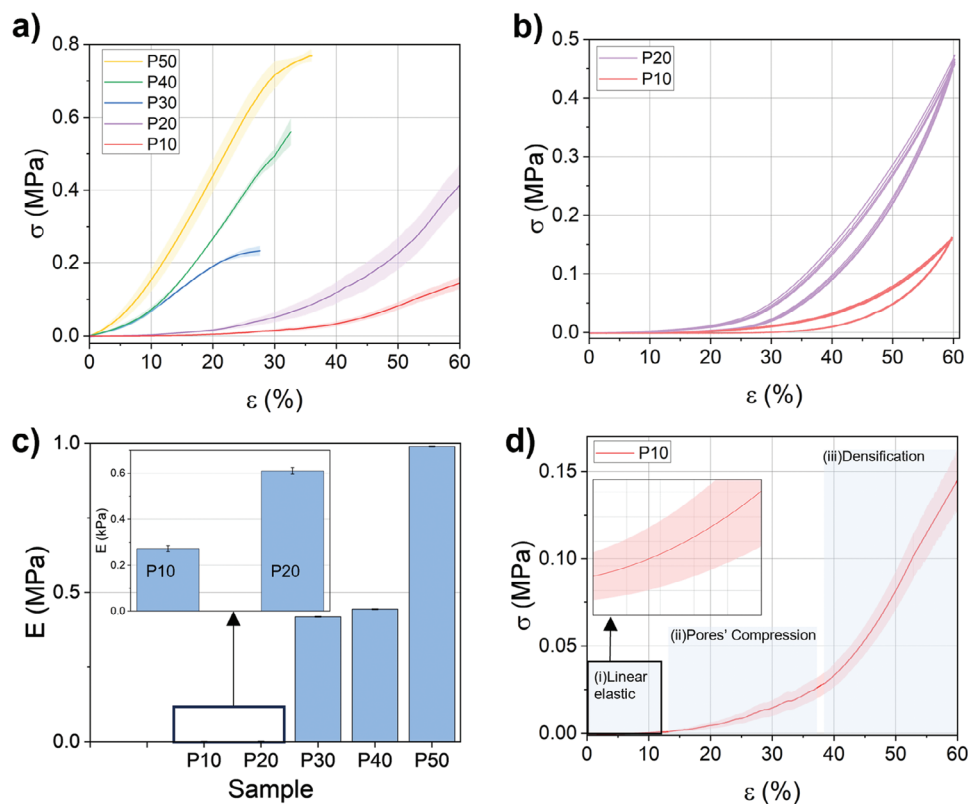 a)
0.8
0.6
0.4
0.2
0.0
σ (MPa)
P50
P40
P30
P20
P10
0 10 20 30 40 50 60
ε (%)
b)
0.5
0.4
0.3
0.2
0.1
0.0
σ (MPa)
P20
P10
0 10 20 30 40 50 60
ε (%)
c)
1.0
0.5
0.0
E (MPa)
0.6
0.3
0.0
E (kPa)
P10 P20
P10 P20 P30 P40 P50
Sample
d)
0.15
0.10
0.05
0.00
σ (MPa)
P10
(iii)Densification
(ii)Pores' Compression
(i)Linear
elastic
0 10 20 30 40 50 60
ε (%)